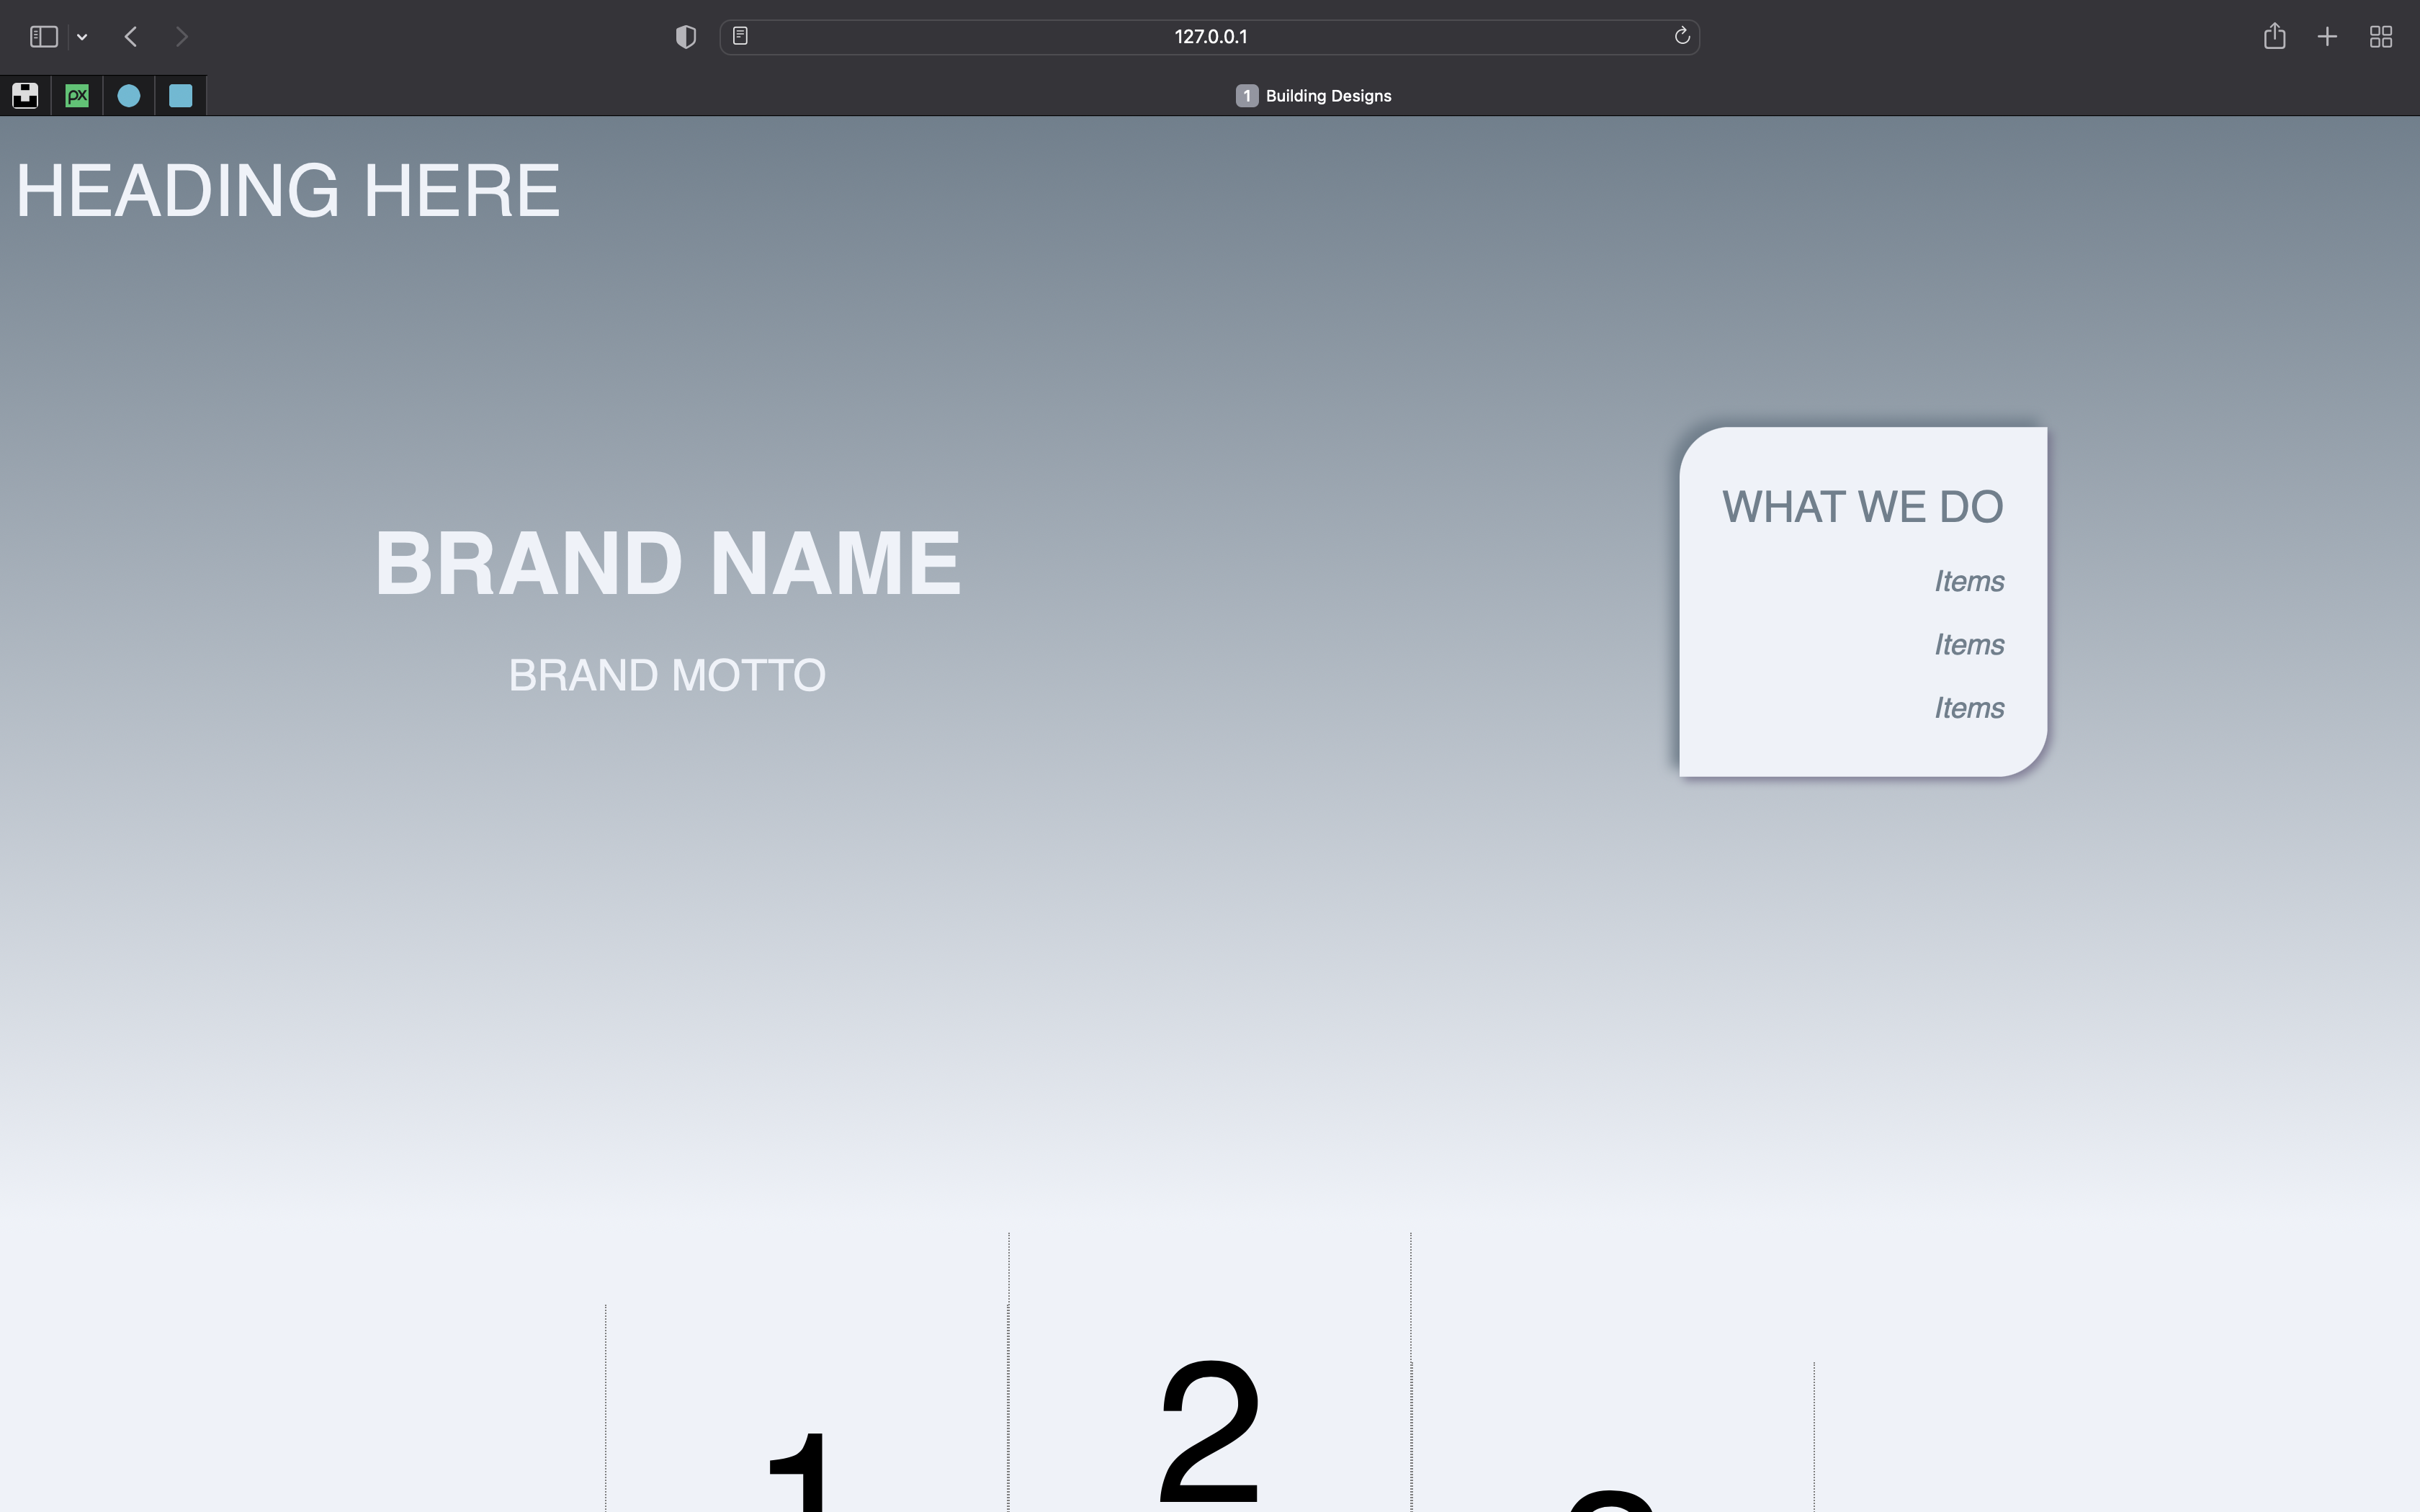 127.0.0.1
px
1 Building Designs
HEADING HERE
BRAND NAME
BRAND MOTTO
WHAT WE DO
Items
Items
Items
2
1